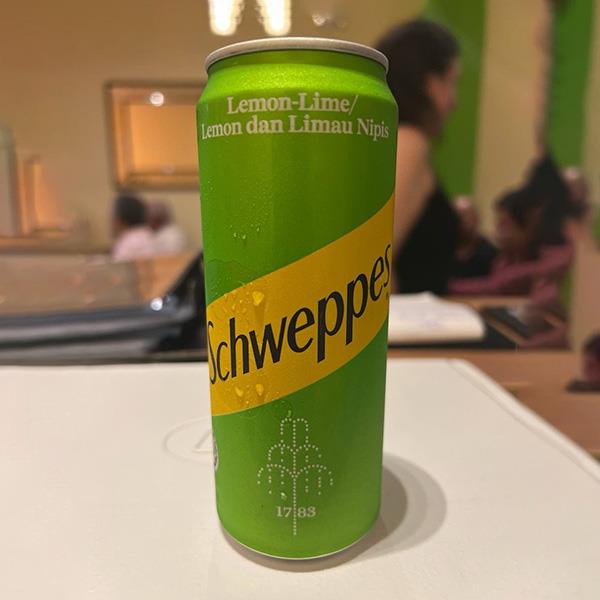 Lemon-Lime/
Lemon dan Limau Nipis
Schweppes
1783